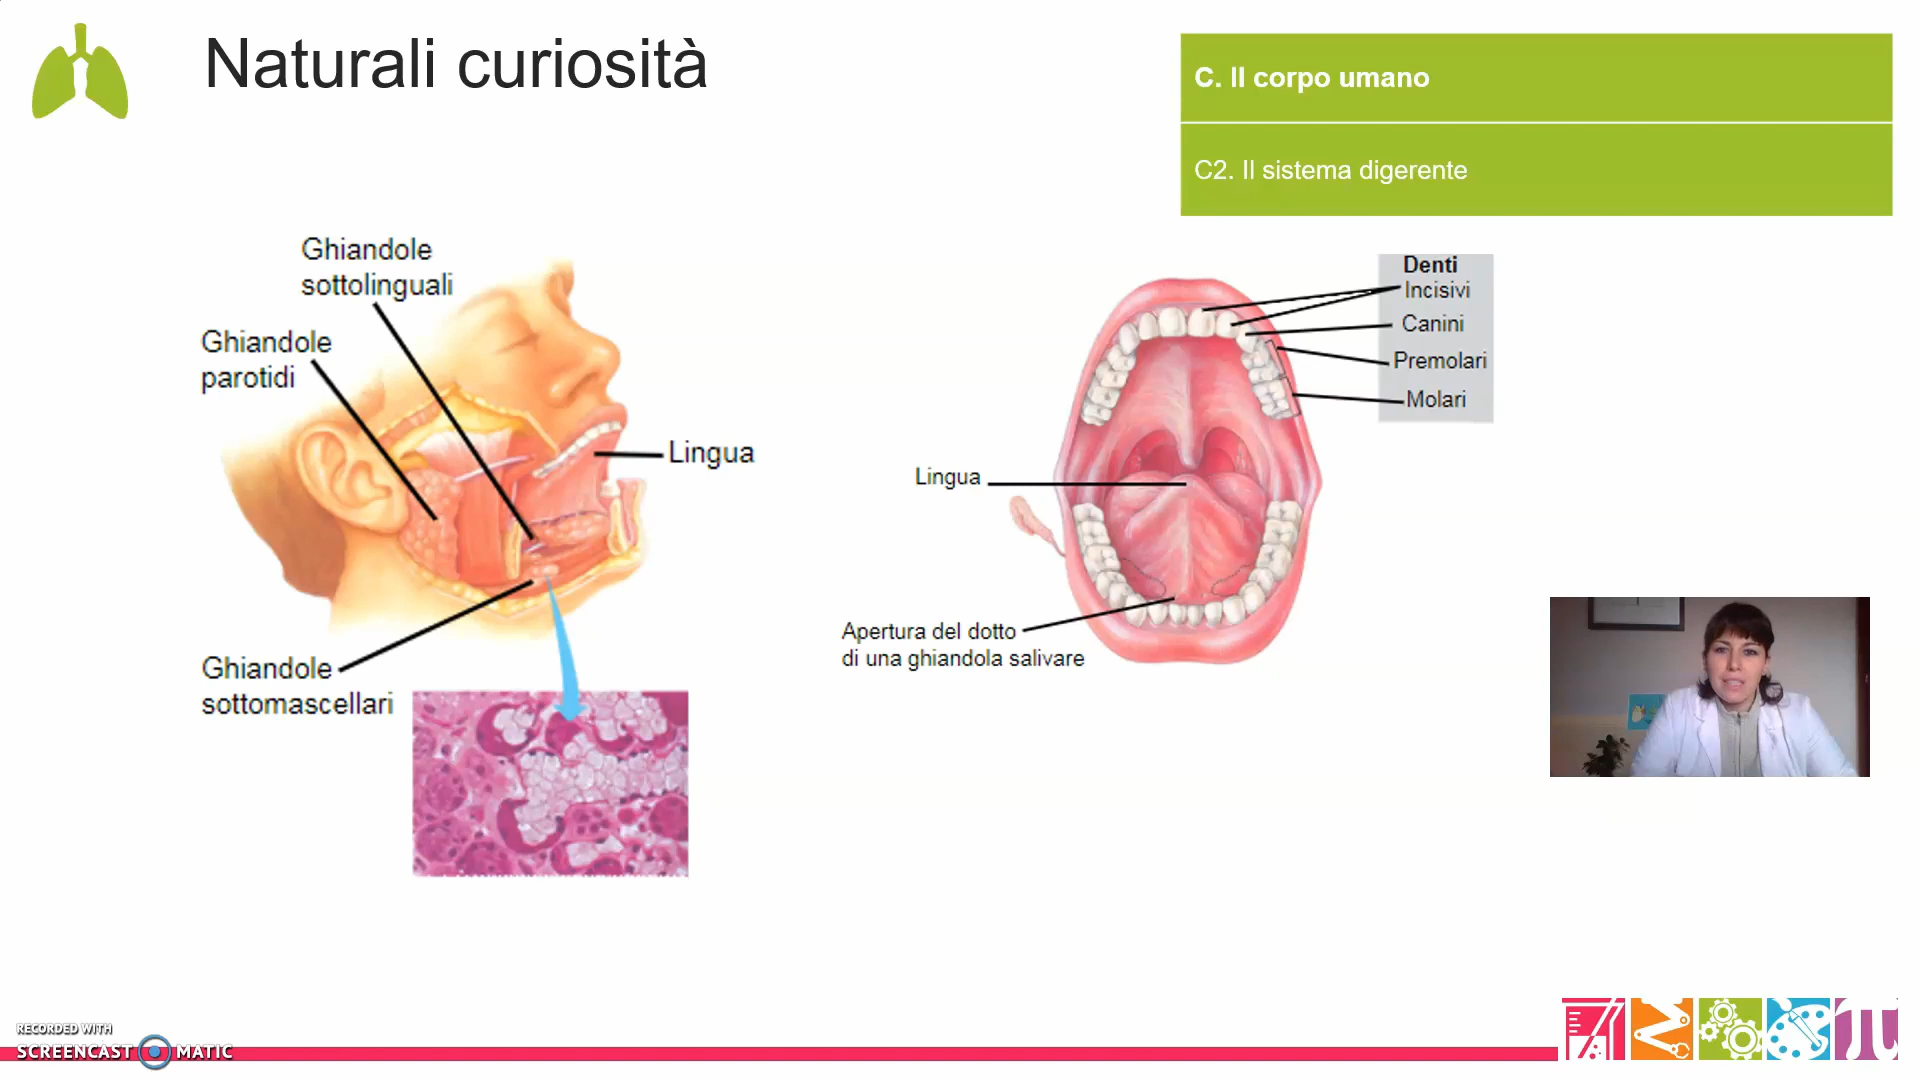 Naturali curiosità
C. Il corpo umano
C2. Il sistema digerente
Ghiandole
sottolinguali
Ghiandole
parotidi
Lingua
Ghiandole
sottomascellari
Denti
Incisivi
Canini
Premolari
Molari
Lingua
Apertura del dotto
di una ghiandola salivare
RECORDED WITH
SCREENCAST MATIC
π